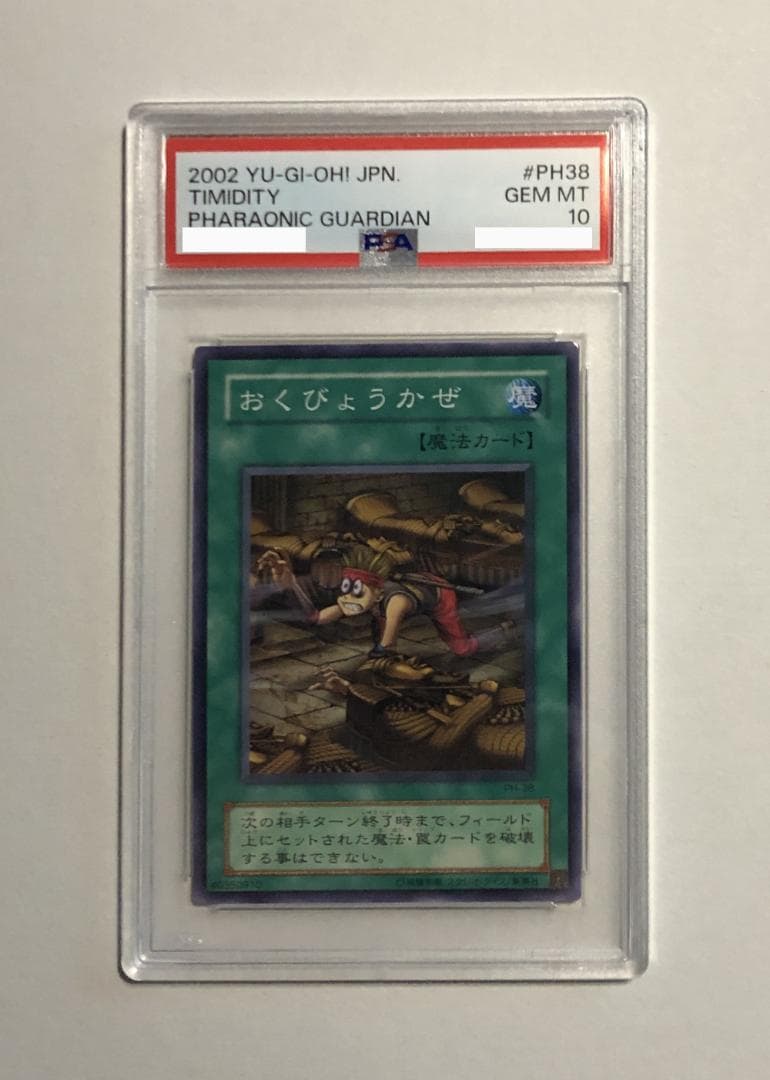 2002 YU-GI-OH! JPN. #PH38
TIMIDITY GEM MT
PHARAONIC GUARDIAN 10
PSA
おくびょうかぜ 魔
【魔法カード】
PH-38
次の相手ターン終了時まで、フィールド
上にセットされた魔法・罠カードを破壊
する事はできない。